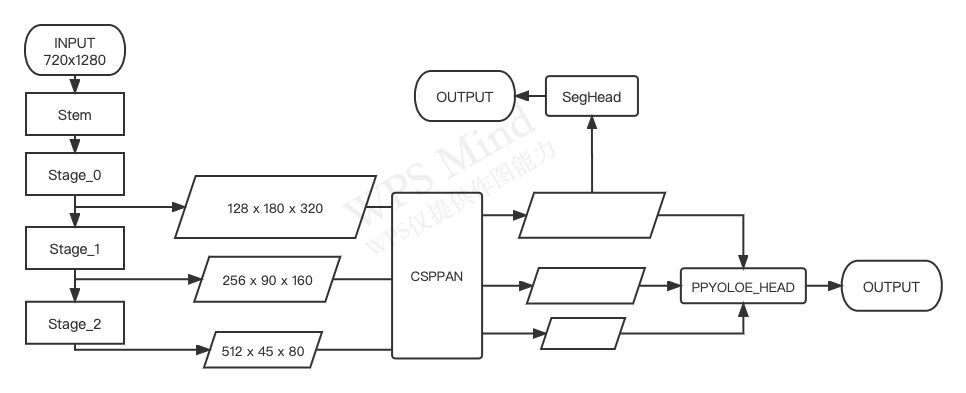 INPUT
720x1280
Stem
Stage_0
Stage_1
Stage_2
128 x 180 x 320
256 x 90 x 160
512 x 45 x 80
CSPPAN
OUTPUT
SegHead
PPYOLOE_HEAD
OUTPUT
WPS Mind
WPS仅提供作图能力